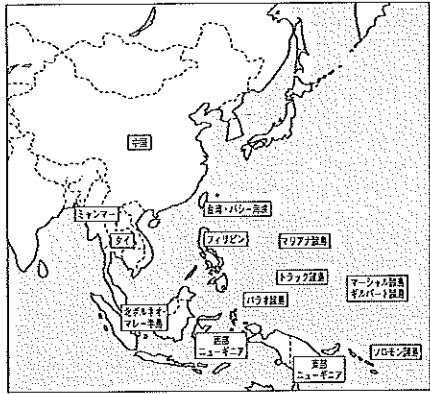 中国
ミャンマー
台湾・バシー海峡
タイ
フィリピン
マリアナ諸島
トラック諸島
マーシャル諸島
ギルバート諸島
パラオ諸島
北ボルネオ・
マレー半島
西部
ニューギニア
東部
ニューギニア
ソロモン諸島